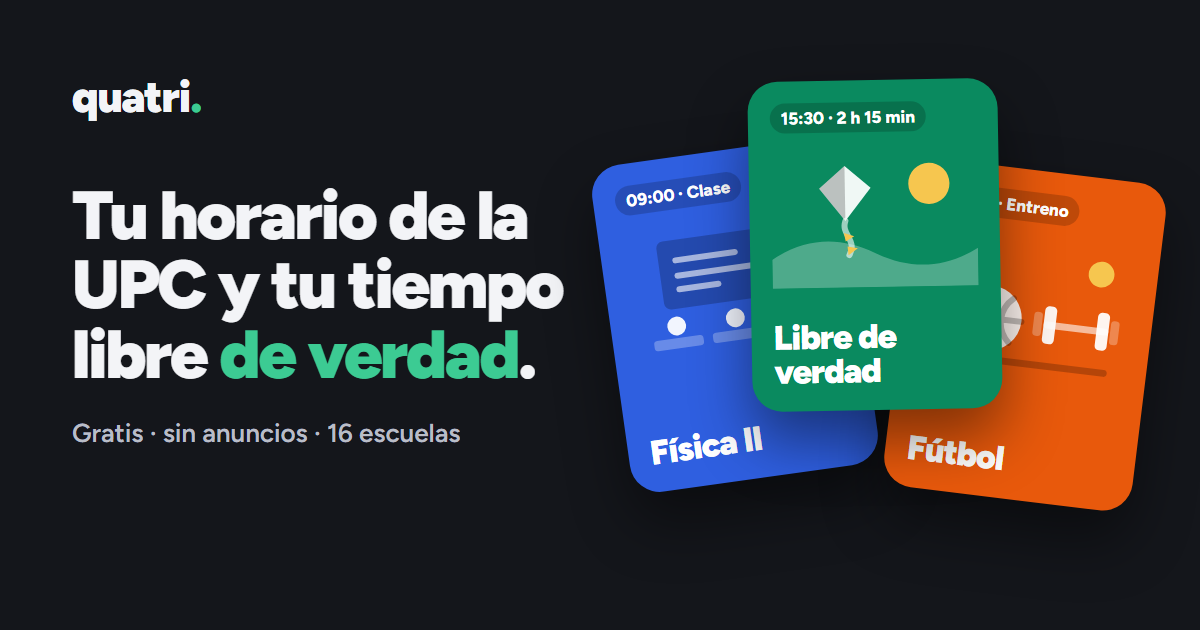 quatri.
Tu horario de la
UPC y tu tiempo
libre de verdad.
Gratis · sin anuncios · 16 escuelas
09:00 · Clase
Física II
15:30 · 2 h 15 min
Libre de
verdad
· Entreno
Fútbol